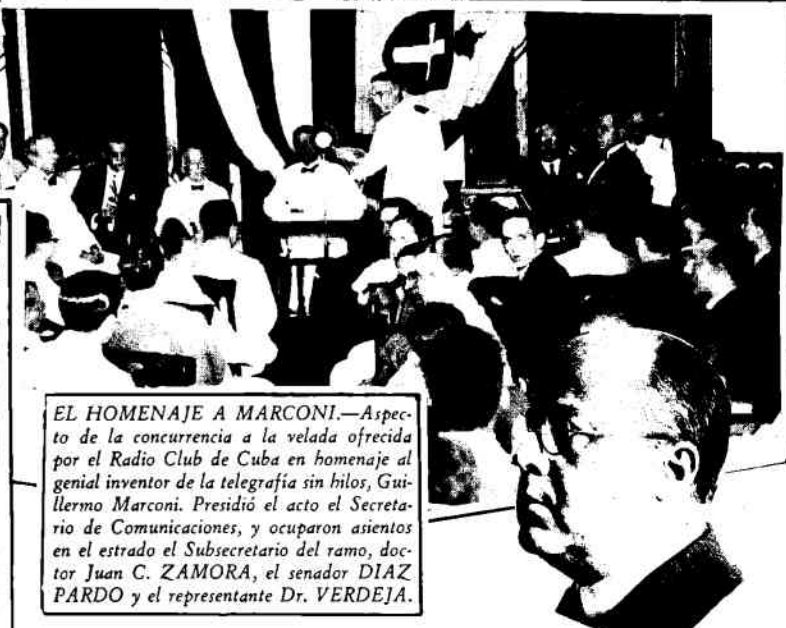 EL HOMENAJE A MARCONI.—Aspec-
to de la concurrencia a la velada ofrecida
por el Radio Club de Cuba en homenaje al
genial inventor de la telegrafía sin hilos, Gui-
llermo Marconi. Presidió el acto el Secreta-
rio de Comunicaciones, y ocuparon asientos
en el estrado el Subsecretario del ramo, doc-
tor Juan C. ZAMORA, el senador DIAZ
PARDO y el representante Dr. VERDEJA.